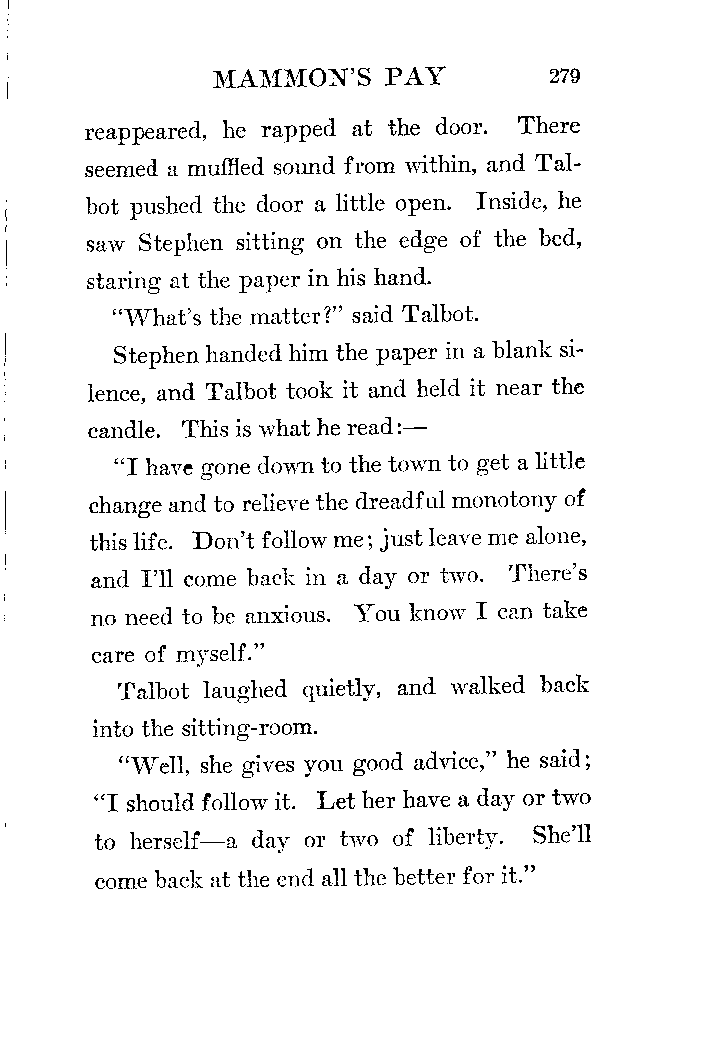 MAMMON'S PAY 279
reappeared, he rapped at the door. There
seemed a muffled sound from within, and Tal-
bot pushed the door a little open. Inside, he
saw Stephen sitting on the edge of the bed,
staring at the paper in his hand.
"What's the matter?" said Talbot.
Stephen handed him the paper in a blank si-
lence, and Talbot took it and held it near the
candle. This is what he read:—
"I have gone down to the town to get a little
change and to relieve the dreadful monotony of
this life. Don't follow me; just leave me alone,
and I'll come back in a day or two. There's
no need to be anxious. You know I can take
care of myself."
Talbot laughed quietly, and walked back
into the sitting-room.
"Well, she gives you good advice," he said;
"I should follow it. Let her have a day or two
to herself—a day or two of liberty. She'll
come back at the end all the better for it."